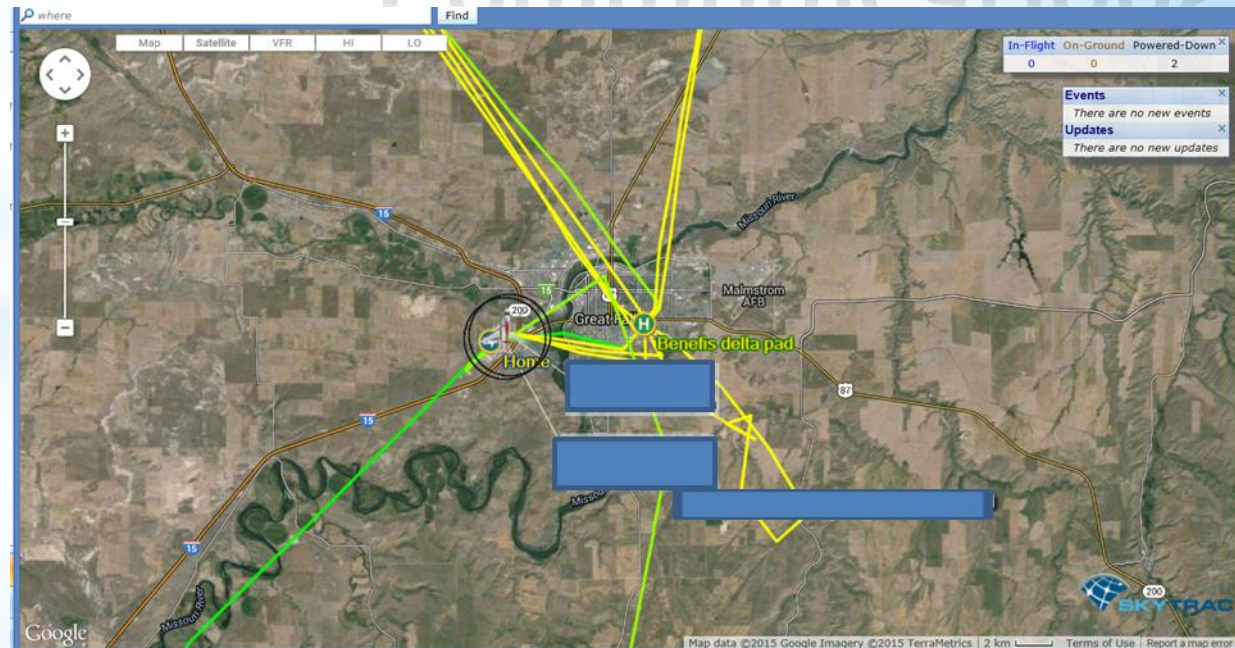 where
Find
Map
Satellite
VFR
HI
LO
In-Flight On-Ground Powered-Down
0 0 2
Events
There are no new events
Updates
There are no new updates
Missouri River
15
15
Malmstrom
AFB
200
Great
H
Benefis delta pad
Home
87
15
15
Missouri River
200
SKYTRAC
Google
Map data ©2015 Google Imagery ©2015 TerraMetrics
2 km
Terms of Use
Report a map error